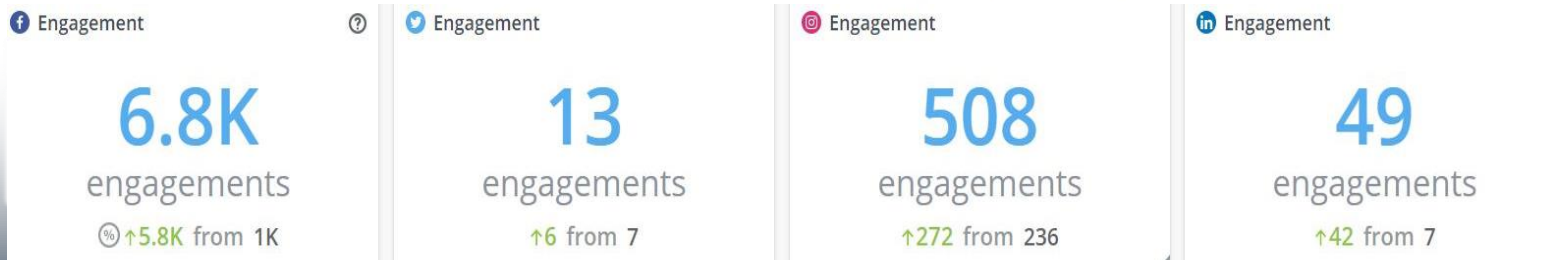 Engagement
6.8K
engagements
% ↑5.8K from 1K
Engagement
13
engagements
↑6 from 7
Engagement
508
engagements
↑272 from 236
in Engagement
49
engagements
↑42 from 7